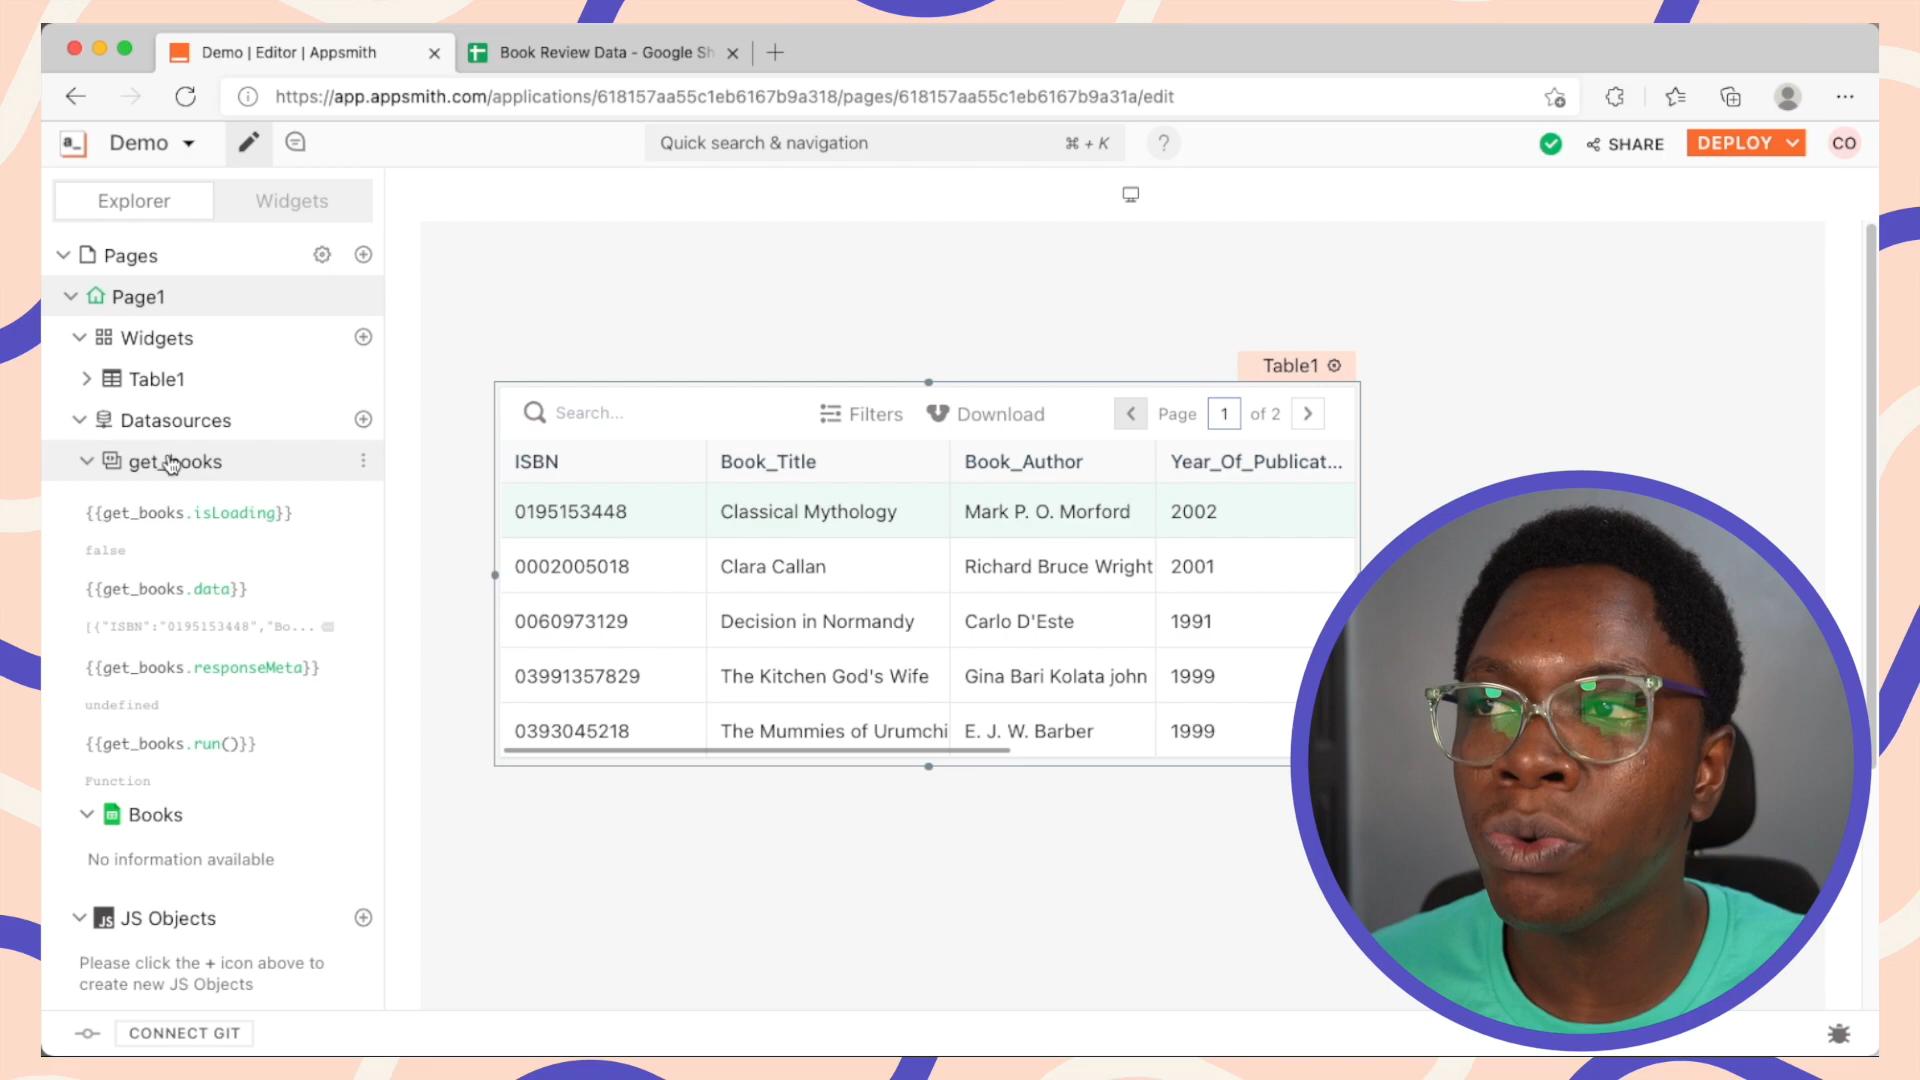 Demo | Editor | Appsmith
Book Review Data - Google Sh
https://app.appsmith.com/applications/618157aa55c1eb6167b9a318/pages/618157aa55c1eb6167b9a31a/edit
a_ Demo
Quick search & navigation ⌘ + K ?
SHARE
DEPLOY
CO
Explorer Widgets
Pages
Page1
Widgets
Table1
Datasources
get_books
{{get_books.isLoading}}
false
{{get_books.data}}
[{"ISBN":"0195153448","Bo...
{{get_books.responseMeta}}
undefined
{{get_books.run()}}
Function
Books
No information available
JS JS Objects
Please click the + icon above to
create new JS Objects
CONNECT GIT
Table1
Search... Filters Download Page 1 of 2
ISBN Book_Title Book_Author Year_Of_Publicat...
0195153448 Classical Mythology Mark P. O. Morford 2002
0002005018 Clara Callan Richard Bruce Wright 2001
0060973129 Decision in Normandy Carlo D'Este 1991
03991357829 The Kitchen God's Wife Gina Bari Kolata john 1999
0393045218 The Mummies of Urumchi E. J. W. Barber 1999